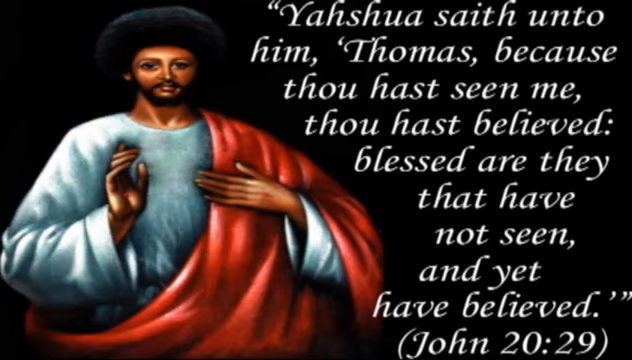 “Yahshua saith unto
him, ‘Thomas, because
thou hast seen me,
thou hast believed:
blessed are they
that have
not seen,
and yet
have believed.’”
(John 20:29)